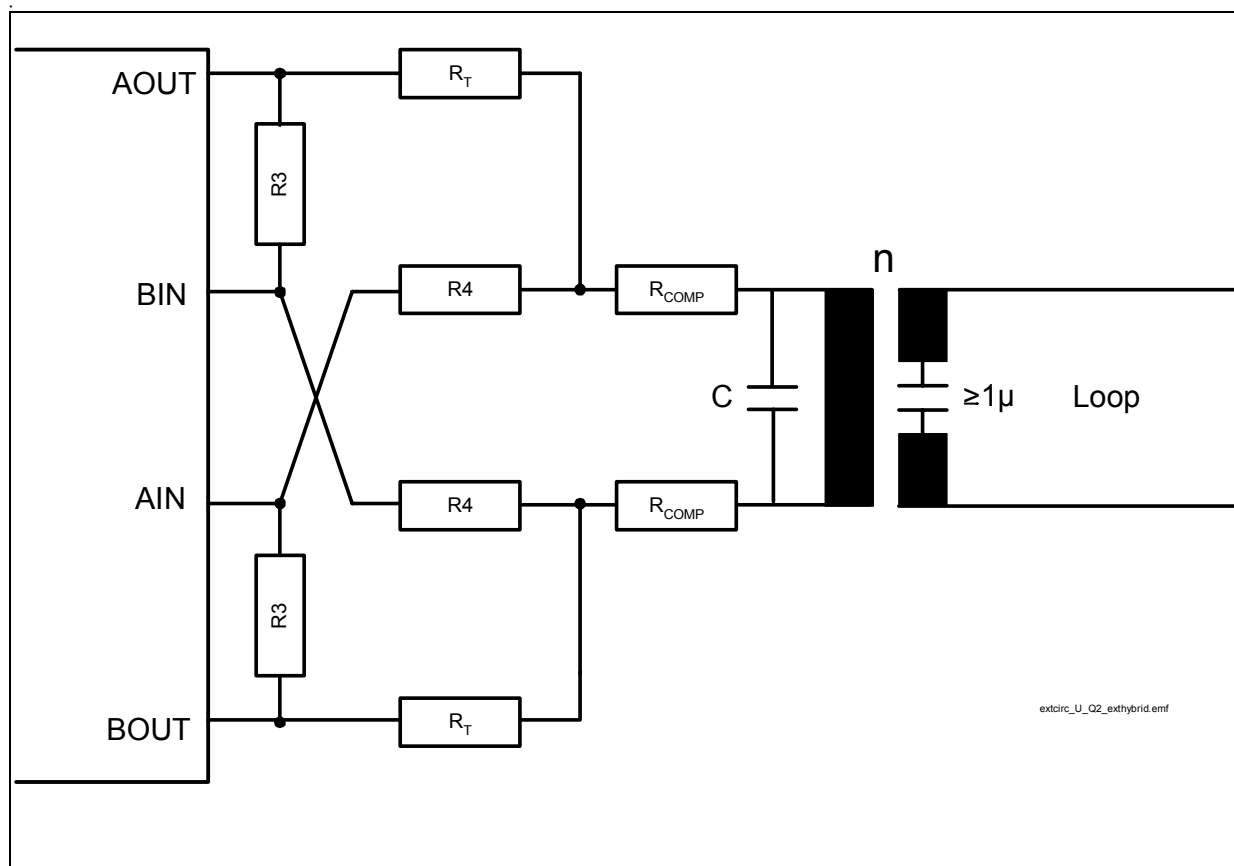 AOUT
R_T
R3
n
BIN
R4
R_COMP
C
≥1µ
Loop
AIN
R4
R_COMP
R3
BOUT
R_T
extcirc_U_Q2_exthybrid.emf